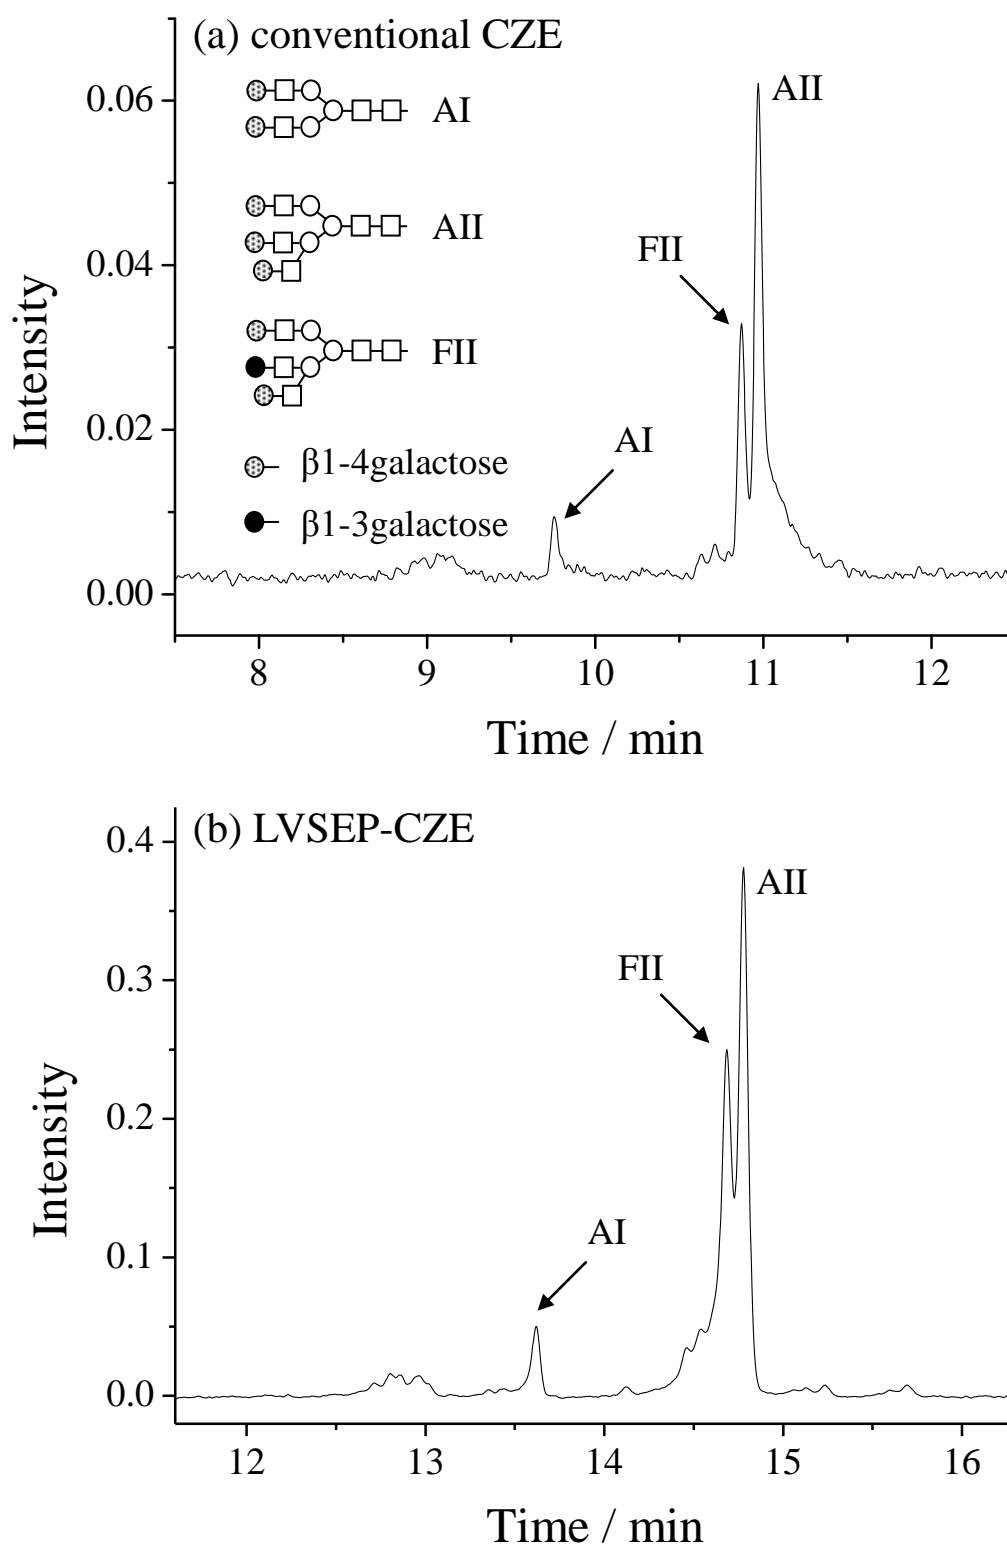 (a) conventional CZE
AI
AII
FII
β1-4galactose
β1-3galactose
AII
FII
AI
0.06
0.04
0.02
0.00
Intensity
8 9 10 11 12
Time / min
(b) LVSEP-CZE
AII
FII
AI
0.4
0.3
0.2
0.1
0.0
Intensity
12 13 14 15 16
Time / min